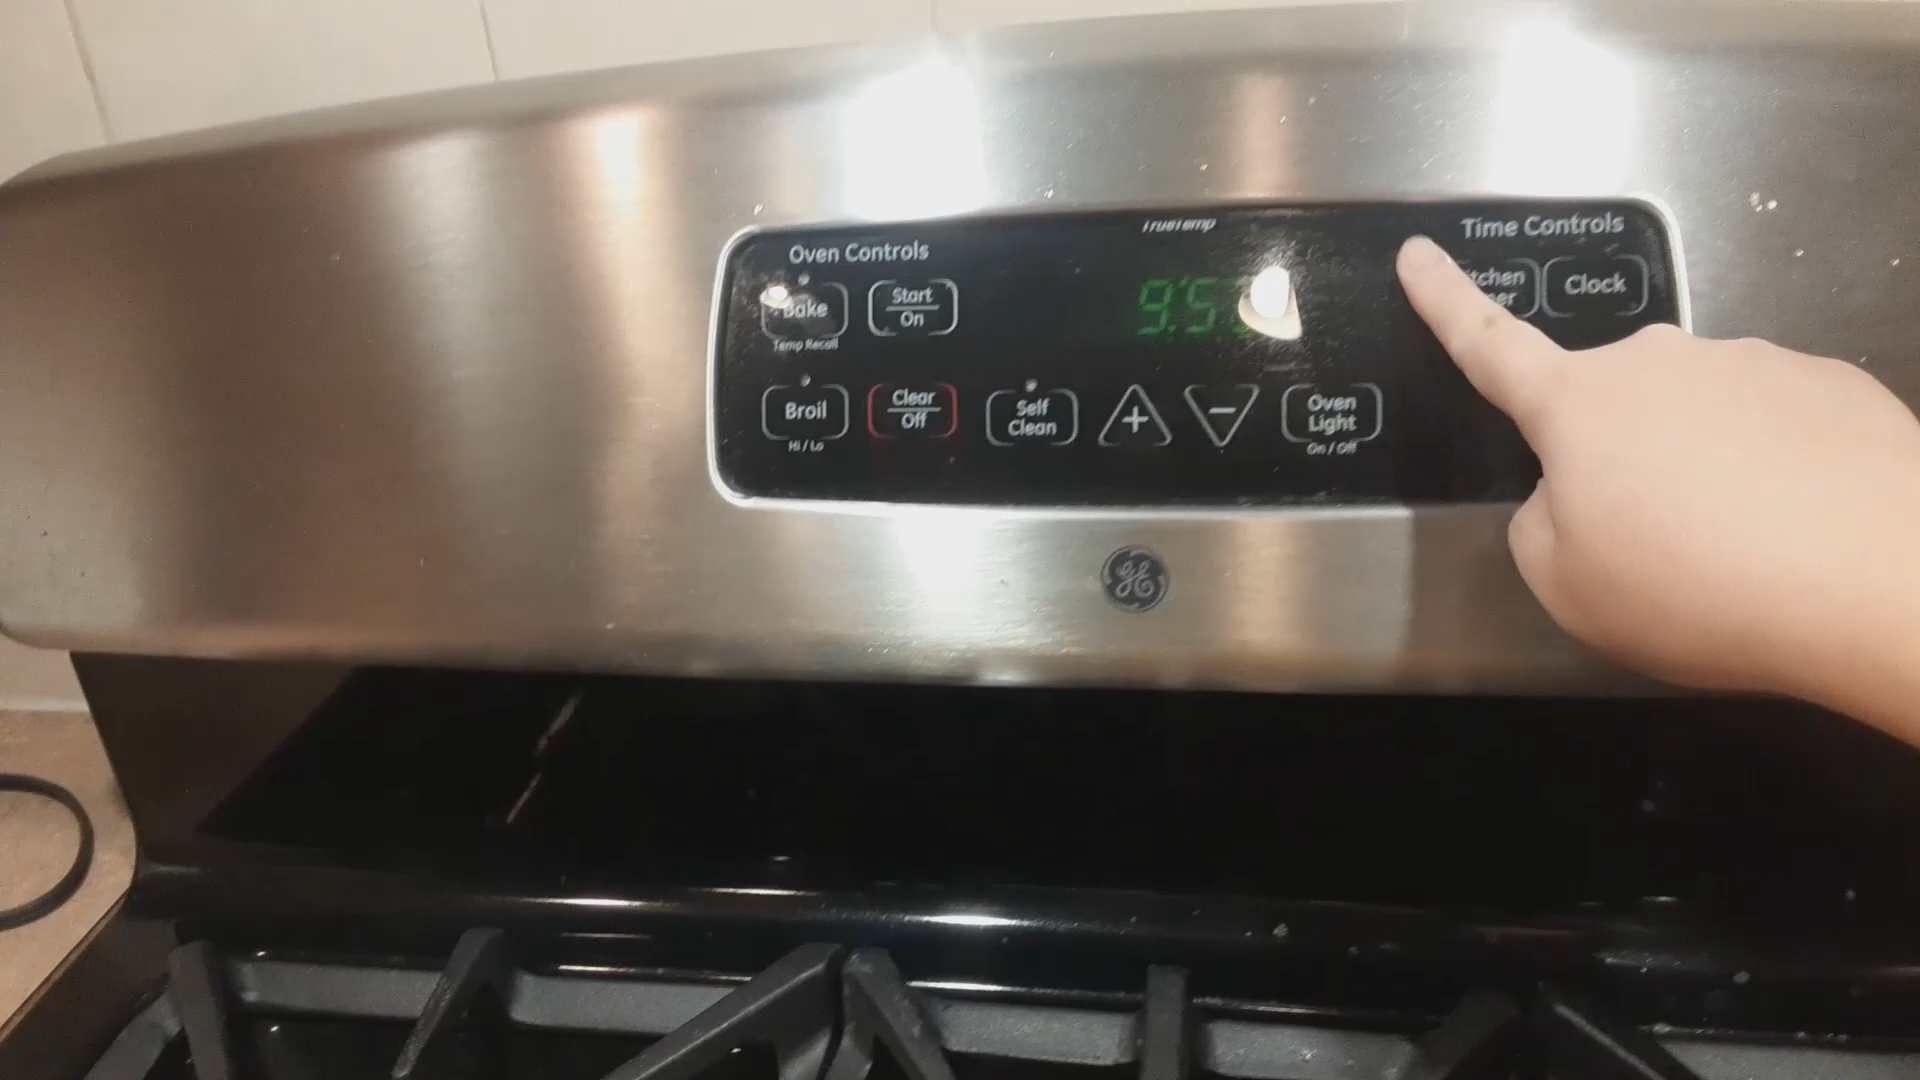 TrueTemp
Time Controls
Oven Controls
Clock
Bake
Start
On
Temp Recall
Broil
Clear
Off
Self
Clean
+
−
Oven
Light
Hi / Lo
On / Off
GE